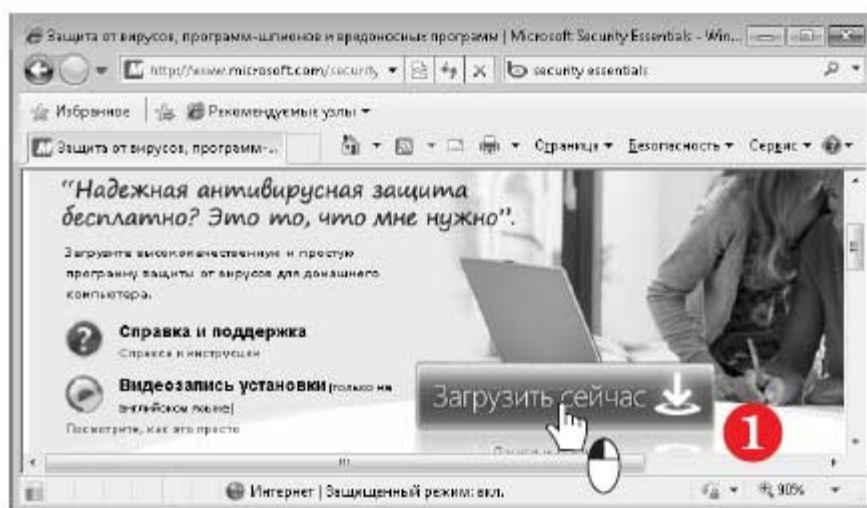 Защита от вирусов, программ-шпионов и вредоносных программ | Microsoft Security Essentials - Win...
http://www.microsoft.com/security
security essentials
Избранное
Рекомендуемые узлы
Защита от вирусов, программ-...
Страница
Безопасность
Сервис
“Надежная антивирусная защита
бесплатно? Это то, что мне нужно”.
Загрузите высококачественную и простую
программу защиты от вирусов для домашнего
компьютера.
Справка и поддержка
Справка и инструкции
Видеозапись установки (только на
английском языке)
Посмотрите, как это просто
Загрузить сейчас
1
Интернет | Защищенный режим: вкл.
90%